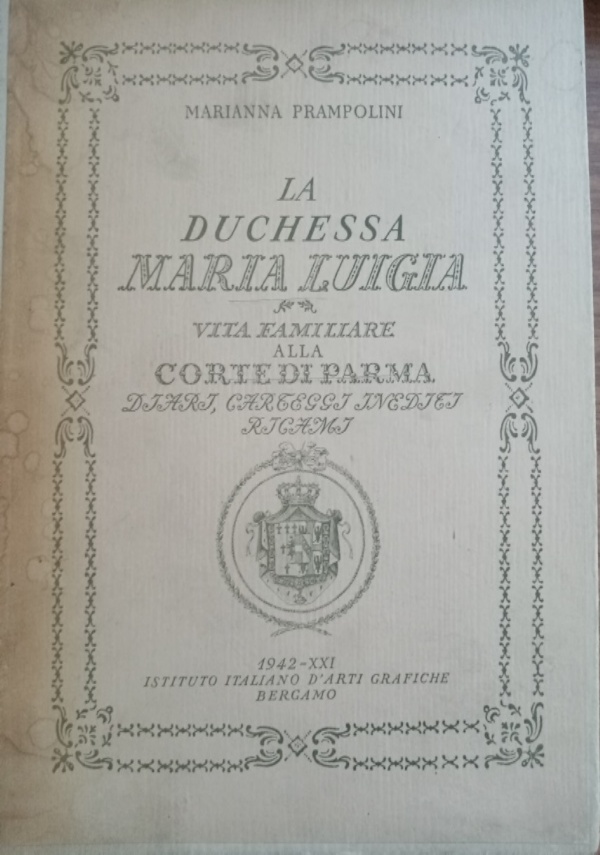 MARIANNA PRAMPOLINI
LA
DUCHESSA
MARIA LUIGIA
VITA FAMILIARE
ALLA
CORTE DI PARMA
DIARI, CARTEGGI INEDITI
RICAMI
1942-XXI
ISTITUTO ITALIANO D'ARTI GRAFICHE
BERGAMO